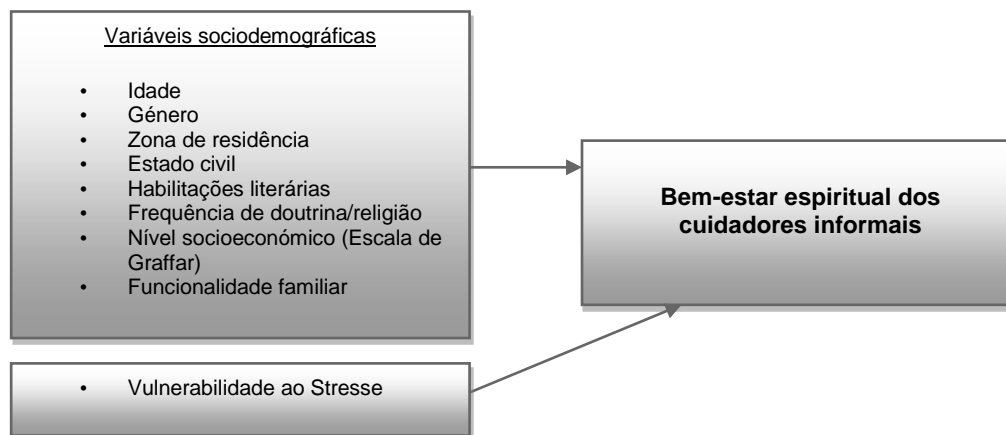 Variáveis sociodemográficas
• Idade
• Género
• Zona de residência
• Estado civil
• Habilitações literárias
• Frequência de doutrina/religião
• Nível socioeconómico (Escala de
Graffar)
• Funcionalidade familiar
Bem-estar espiritual dos
cuidadores informais
• Vulnerabilidade ao Stresse